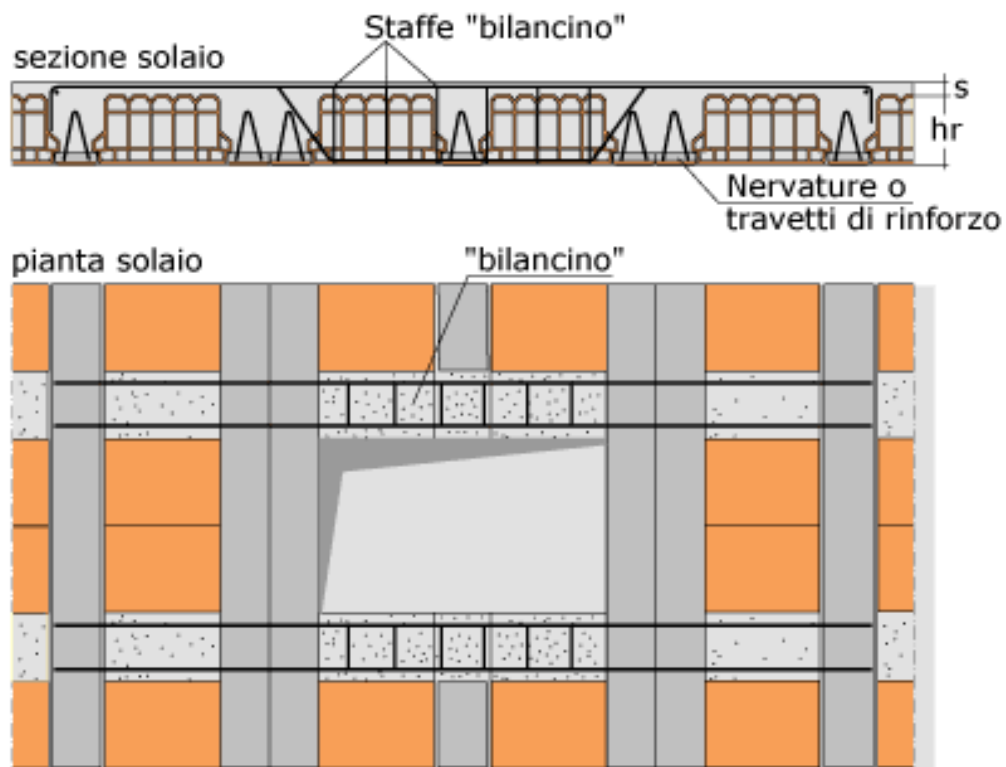 Staffe "bilancino"
sezione solaio
s
hr
Nervature o
travetti di rinforzo
pianta solaio
"bilancino"